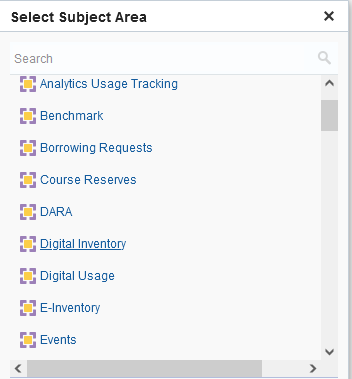 Select Subject Area
Search
Analytics Usage Tracking
Benchmark
Borrowing Requests
Course Reserves
DARA
Digital Inventory
Digital Usage
E-Inventory
Events